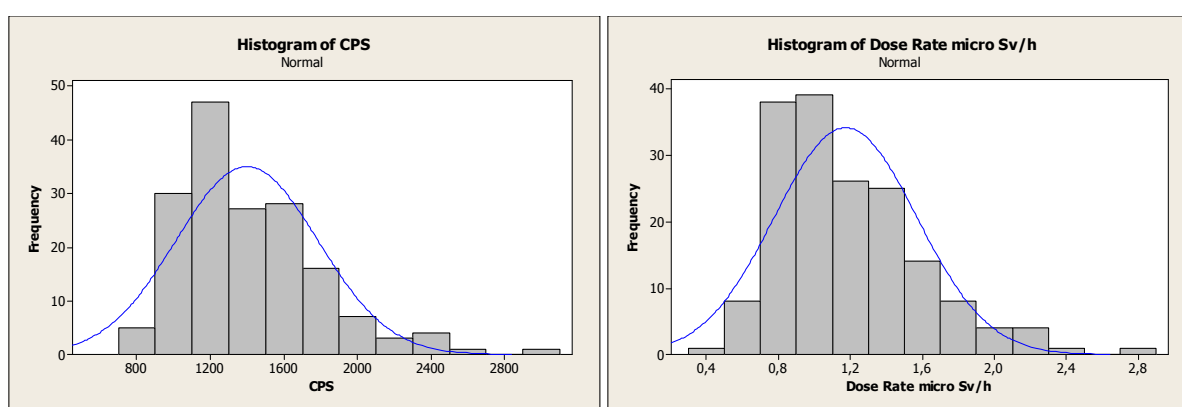 Histogram of CPS
Normal
50
40
30
20
10
0
Frequency
800 1200 1600 2000 2400 2800
CPS
Histogram of Dose Rate micro Sv/h
Normal
40
30
20
10
0
Frequency
0,4 0,8 1,2 1,6 2,0 2,4 2,8
Dose Rate micro Sv/h